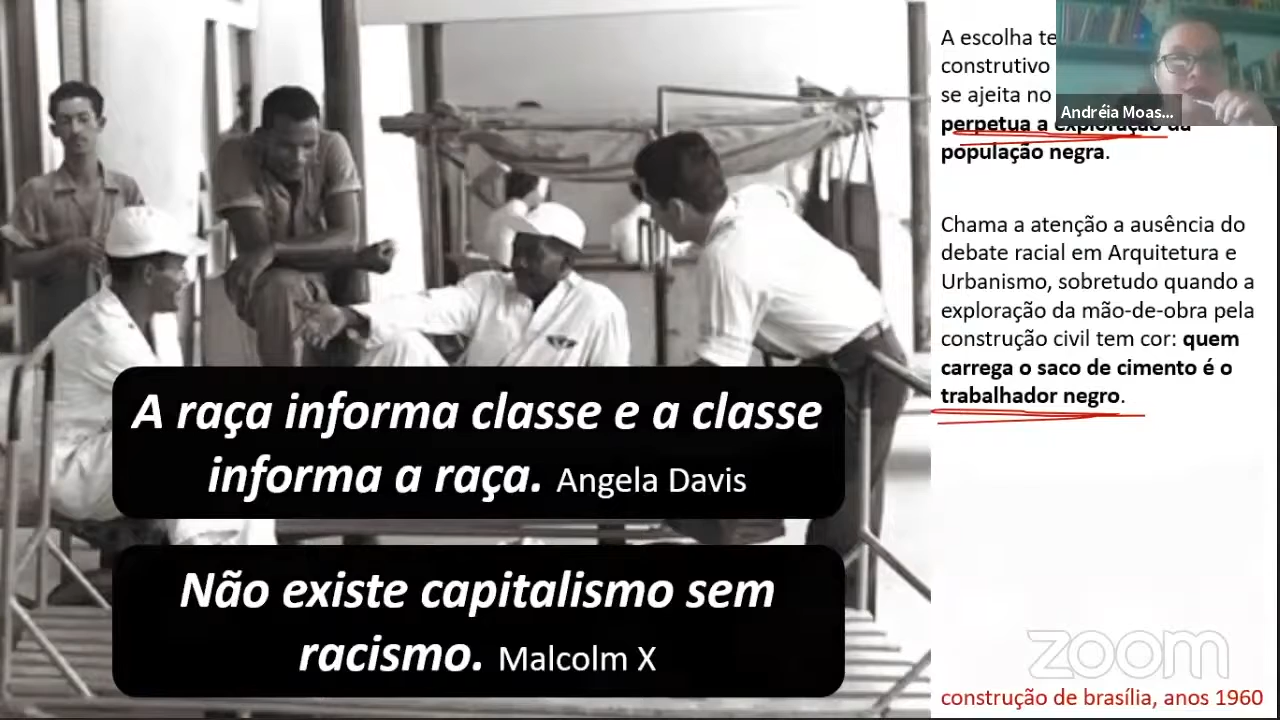 A escolha te
construtivo
se ajeita no
perpetua a exploração da
população negra.
Chama a atenção a ausência do
debate racial em Arquitetura e
Urbanismo, sobretudo quando a
exploração da mão-de-obra pela
construção civil tem cor: quem
carrega o saco de cimento é o
trabalhador negro.
Andréia Moas...
A raça informa classe e a classe
informa a raça. Angela Davis
Não existe capitalismo sem
racismo. Malcolm X
zoom
construção de brasília, anos 1960